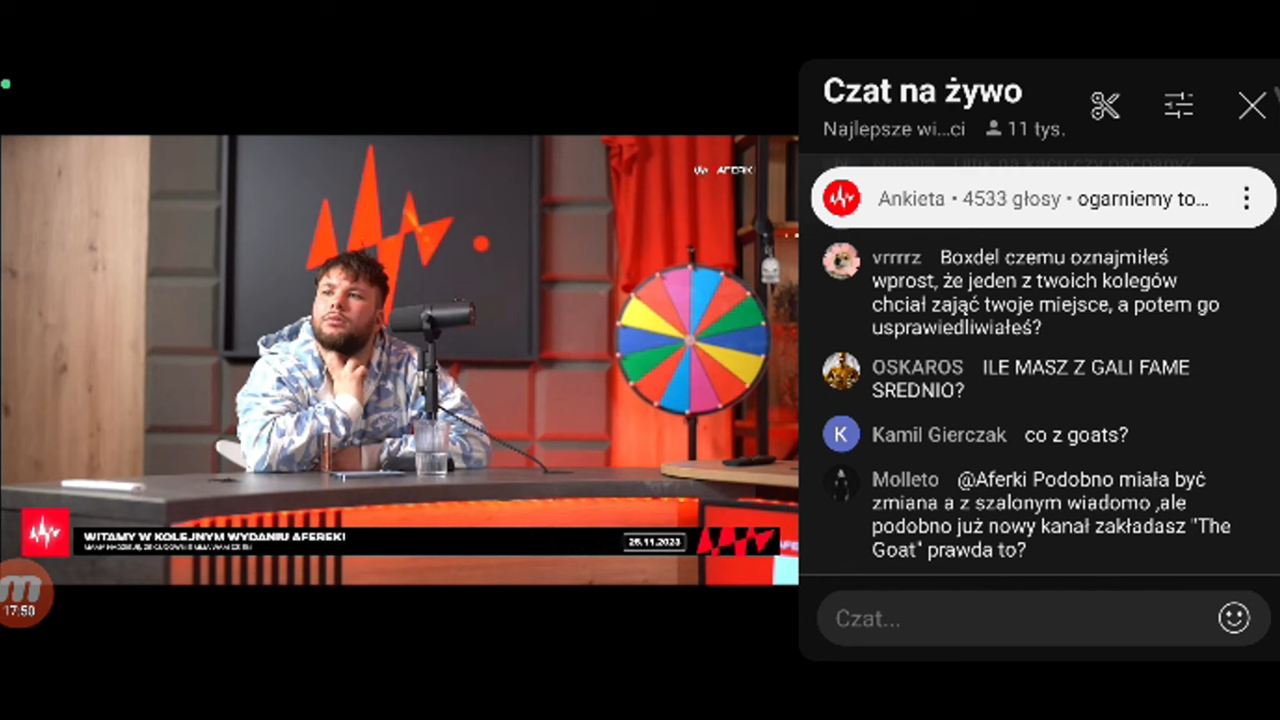 Czat na żywo
Najlepsze wi...ci 11 tys.
Ankieta • 4533 głosy • ogarniemy to...
vrrrrz Boxdel czemu oznajmiłeś
wprost, że jeden z twoich kolegów
chciał zająć twoje miejsce, a potem go
usprawiedliwiałeś?
OSKAROS ILE MASZ Z GALI FAME
SREDNIO?
K Kamil Gierczak co z goats?
Molleto @Aferki Podobno miała być
zmiana a z szalonym wiadomo ,ale
podobno już nowy kanał zakładasz "The
Goat" prawda to?
Czat...
AFERKI
WITAMY W KOLEJNYM WYDANIU AFEREK!
25.11.2023
17:50